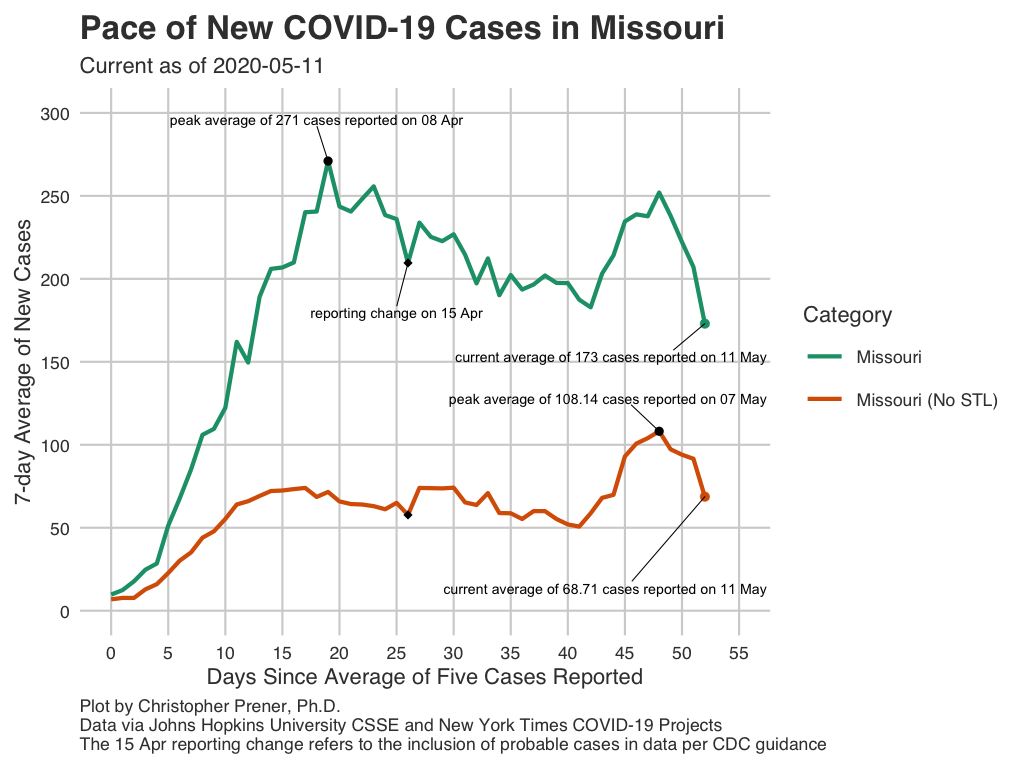 Pace of New COVID-19 Cases in Missouri
Current as of 2020-05-11
7-day Average of New Cases
300
250
200
150
100
50
0
peak average of 271 cases reported on 08 Apr
reporting change on 15 Apr
current average of 173 cases reported on 11 May
peak average of 108.14 cases reported on 07 May
current average of 68.71 cases reported on 11 May
0 5 10 15 20 25 30 35 40 45 50 55
Days Since Average of Five Cases Reported
Category
Missouri
Missouri (No STL)
Plot by Christopher Prener, Ph.D.
Data via Johns Hopkins University CSSE and New York Times COVID-19 Projects
The 15 Apr reporting change refers to the inclusion of probable cases in data per CDC guidance